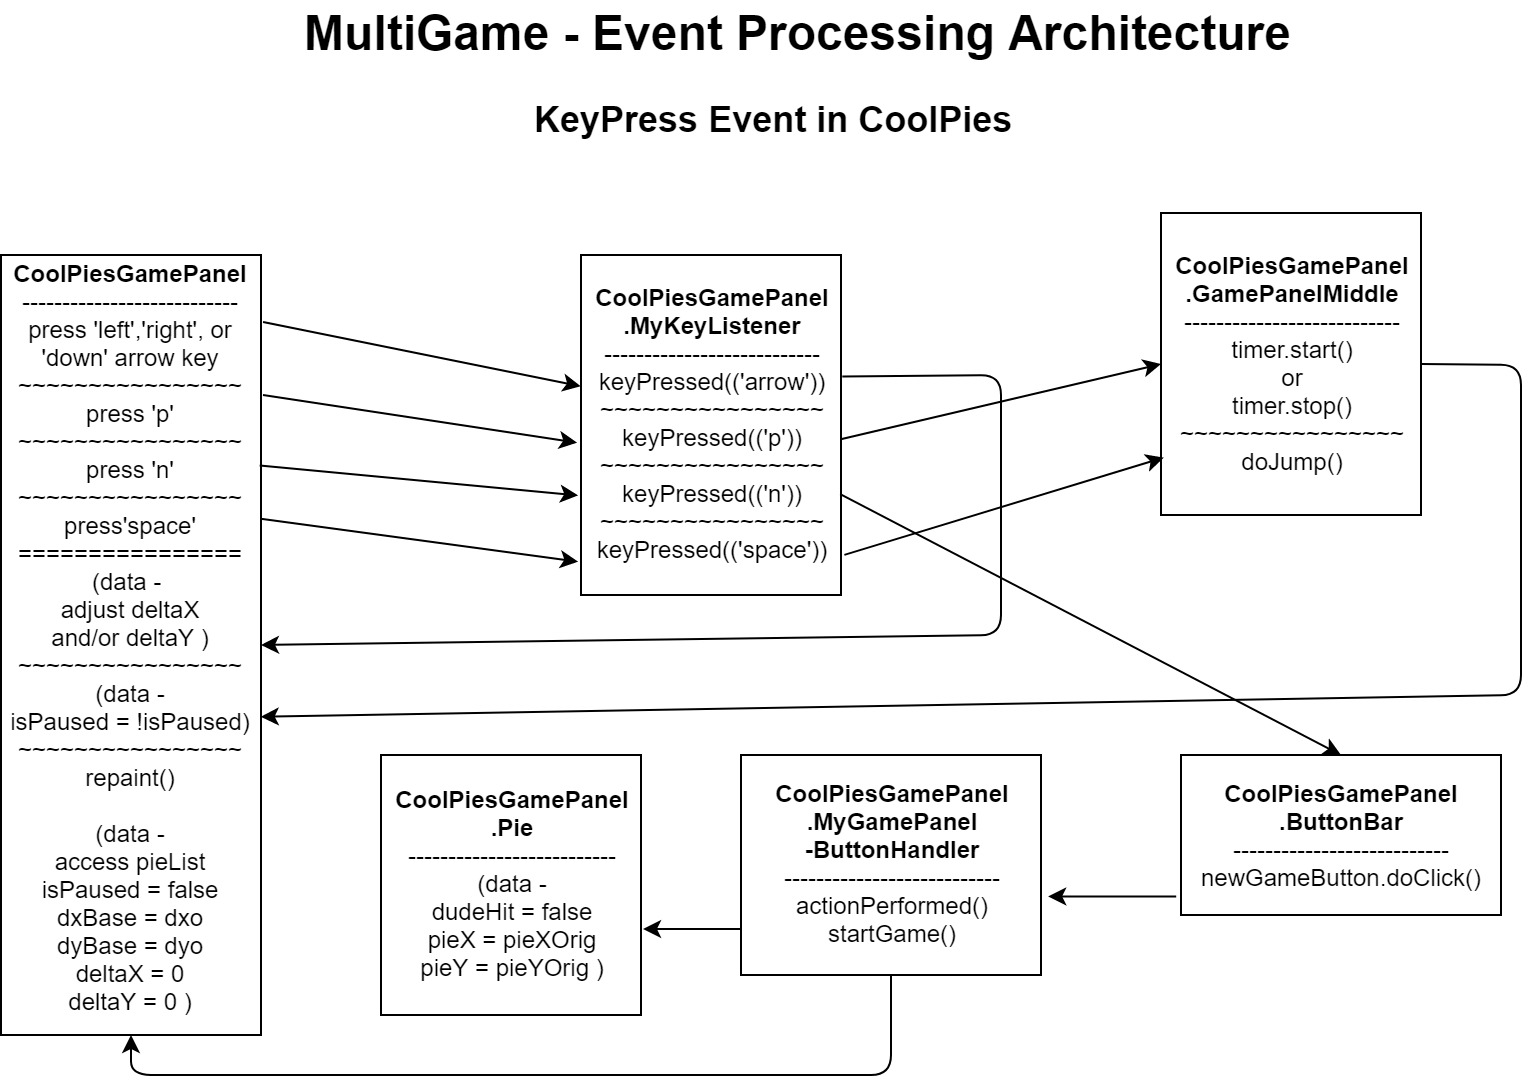 MultiGame - Event Processing Architecture
KeyPress Event in CoolPies
CoolPiesGamePanel
---------------------------
press 'left','right', or
'down' arrow key
~~~~~~~~~~~~~~~~
press 'p'
~~~~~~~~~~~~~~~~
press 'n'
~~~~~~~~~~~~~~~~
press'space'
================
(data -
adjust deltaX
and/or deltaY )
~~~~~~~~~~~~~~~~
(data -
isPaused = !isPaused)
~~~~~~~~~~~~~~~~
repaint()
(data -
access pieList
isPaused = false
dxBase = dxo
dyBase = dyo
deltaX = 0
deltaY = 0 )
CoolPiesGamePanel
.MyKeyListener
---------------------------
keyPressed(('arrow'))
~~~~~~~~~~~~~~~~
keyPressed(('p'))
~~~~~~~~~~~~~~~~
keyPressed(('n'))
~~~~~~~~~~~~~~~~
keyPressed(('space'))
CoolPiesGamePanel
.GamePanelMiddle
---------------------------
timer.start()
or
timer.stop()
~~~~~~~~~~~~~~~~
doJump()
CoolPiesGamePanel
.Pie
--------------------------
(data -
dudeHit = false
pieX = pieXOrig
pieY = pieYOrig )
CoolPiesGamePanel
.MyGamePanel
-ButtonHandler
---------------------------
actionPerformed()
startGame()
CoolPiesGamePanel
.ButtonBar
---------------------------
newGameButton.doClick()